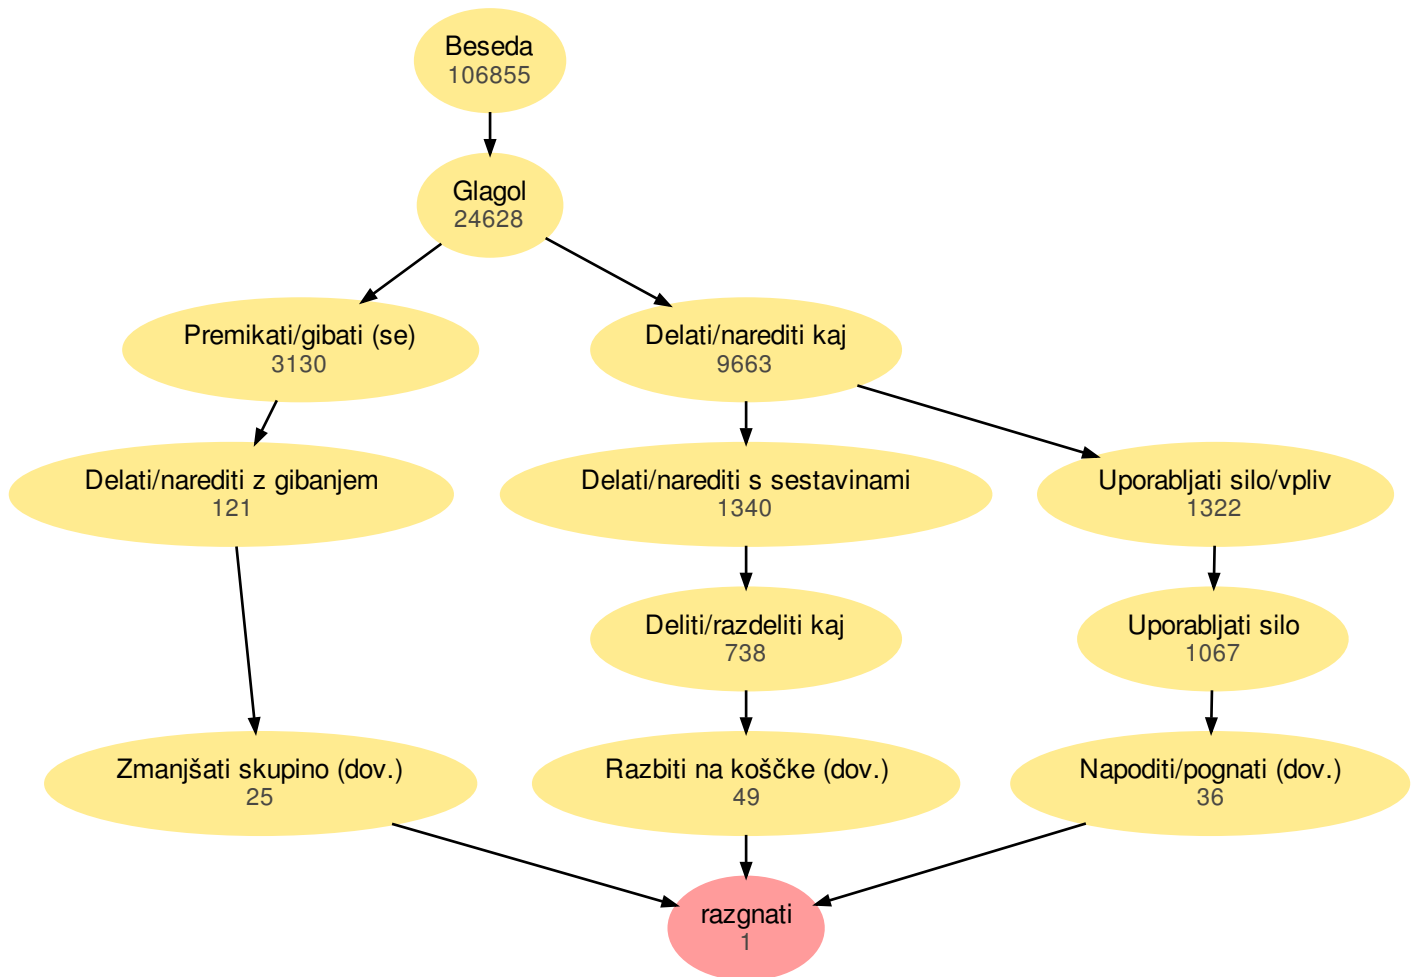 Beseda
106855
Glagol
24628
Premikati/gibati (se)
3130
Delati/narediti kaj
9663
Delati/narediti z gibanjem
121
Delati/narediti s sestavinami
1340
Uporabljati silo/vpliv
1322
Deliti/razdeliti kaj
738
Uporabljati silo
1067
Zmanjšati skupino (dov.)
25
Razbiti na koščke (dov.)
49
Napoditi/pognati (dov.)
36
razgnati
1